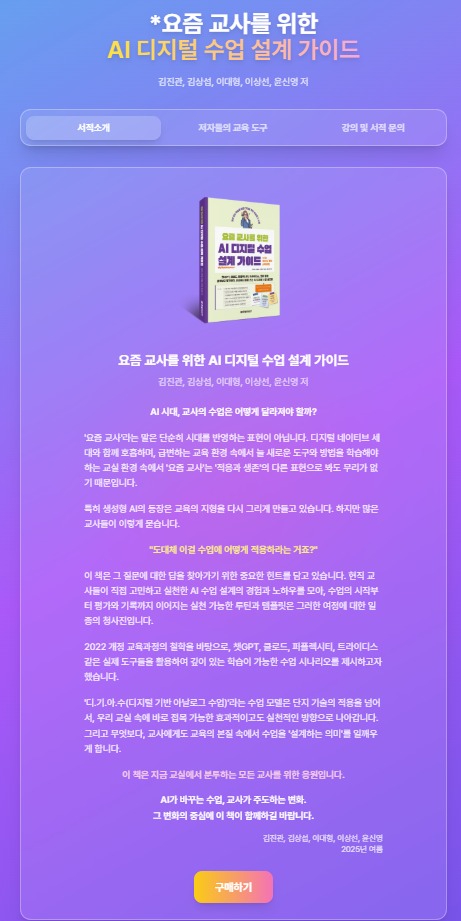 *요즘 교사를 위한
AI 디지털 수업 설계 가이드
김진관, 김상섭, 이대형, 이상선, 윤신영 저
서적소개
저자들의 교육 도구
강의 및 서적 문의
요즘 교사를 위한
AI 디지털 수업
설계 가이드
요즘 교사를 위한 AI 디지털 수업 설계 가이드
김진관, 김상섭, 이대형, 이상선, 윤신영 저
AI 시대, 교사의 수업은 어떻게 달라져야 할까?
'요즘 교사'라는 말은 단순히 시대를 반영하는 표현이 아닙니다. 디지털 네이티브 세
대와 함께 호흡하며, 급변하는 교육 환경 속에서 늘 새로운 도구와 방법을 학습해야
하는 교실 환경 속에서 '요즘 교사'는 '적응과 생존'의 다른 표현으로 봐도 무리가 없
기 때문입니다.
특히 생성형 AI의 등장은 교육의 지형을 다시 그리게 만들고 있습니다. 하지만 많은
교사들이 이렇게 묻습니다.
"도대체 이걸 수업에 어떻게 적용하라는 거죠?"
이 책은 그 질문에 대한 답을 찾아가기 위한 중요한 힌트를 담고 있습니다. 현직 교
사들이 직접 고민하고 실천한 AI 수업 설계의 경험과 노하우를 모아, 수업의 시작부
터 평가와 기록까지 이어지는 실천 가능한 루틴과 템플릿은 그러한 여정에 대한 일
종의 청사진입니다.
2022 개정 교육과정의 철학을 바탕으로, 챗GPT, 클로드, 퍼플렉시티, 트라이디스
같은 실제 도구들을 활용하여 깊이 있는 학습이 가능한 수업 시나리오를 제시하고자
했습니다.
'디.기.아.수(디지털 기반 아날로그 수업)'라는 수업 모델은 단지 기술의 적용을 넘어
서, 우리 교실 속에 바로 접목 가능한 효과적이고도 실천적인 방향으로 나아갑니다.
그리고 무엇보다, 교사에게도 교육의 본질 속에서 수업을 '설계하는 의미'를 일깨우
게 합니다.
이 책은 지금 교실에서 분투하는 모든 교사를 위한 응원입니다.
AI가 바꾸는 수업, 교사가 주도하는 변화.
그 변화의 중심에 이 책이 함께하길 바랍니다.
김진관, 김상섭, 이대형, 이상선, 윤신영
2025년 여름
구매하기